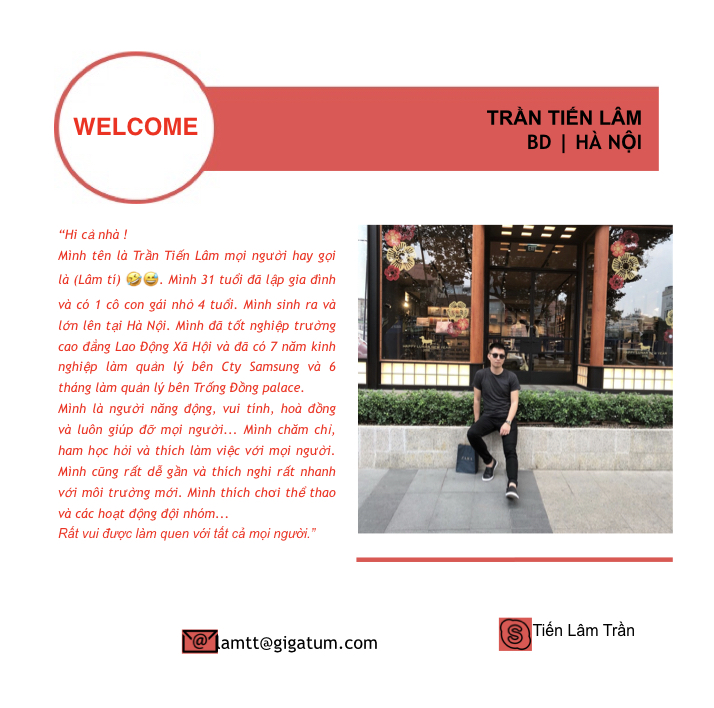 WELCOME
TRẦN TIẾN LÂM
BD | HÀ NỘI
“Hi cả nhà !
Mình tên là Trần Tiến Lâm mọi người hay gọi
là (Lâm tí) 🤣😅. Mình 31 tuổi đã lập gia đình
và có 1 cô con gái nhỏ 4 tuổi. Mình sinh ra và
lớn lên tại Hà Nội. Mình đã tốt nghiệp trường
cao đẳng Lao Động Xã Hội và đã có 7 năm kinh
nghiệp làm quản lý bên Cty Samsung và 6
tháng làm quản lý bên Trống Đồng palace.
Mình là người năng động, vui tính, hoà đồng
và luôn giúp đỡ mọi người... Mình chăm chỉ,
ham học hỏi và thích làm việc với mọi người.
Mình cũng rất dễ gần và thích nghi rất nhanh
với môi trường mới. Mình thích chơi thể thao
và các hoạt động đội nhóm...
Rất vui được làm quen với tất cả mọi người.”
@
lamtt@gigatum.com
S
Tiến Lâm Trần